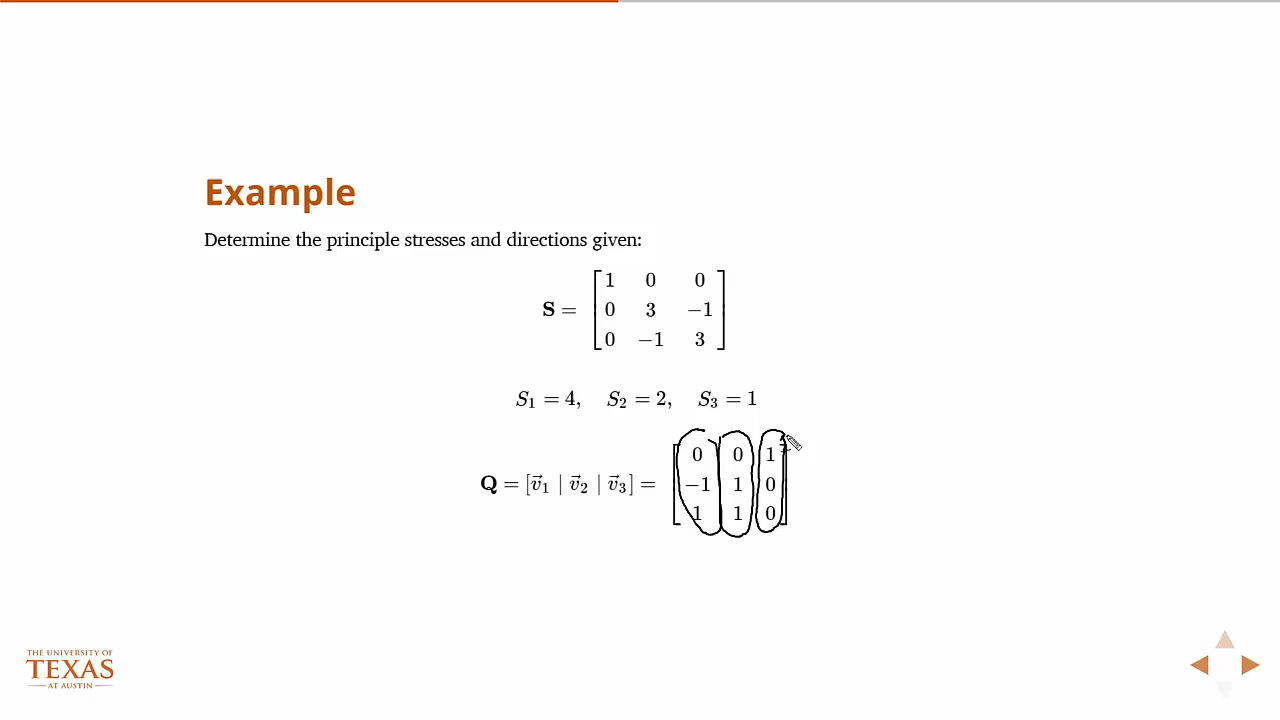 Example
Determine the principle stresses and directions given:
S = [1 0 0
0 3 −1
0 −1 3]
S₁ = 4, S₂ = 2, S₃ = 1
Q = [v⃗₁ | v⃗₂ | v⃗₃] = [0 0 1
−1 1 0
1 1 0]
THE UNIVERSITY OF
TEXAS
AT AUSTIN